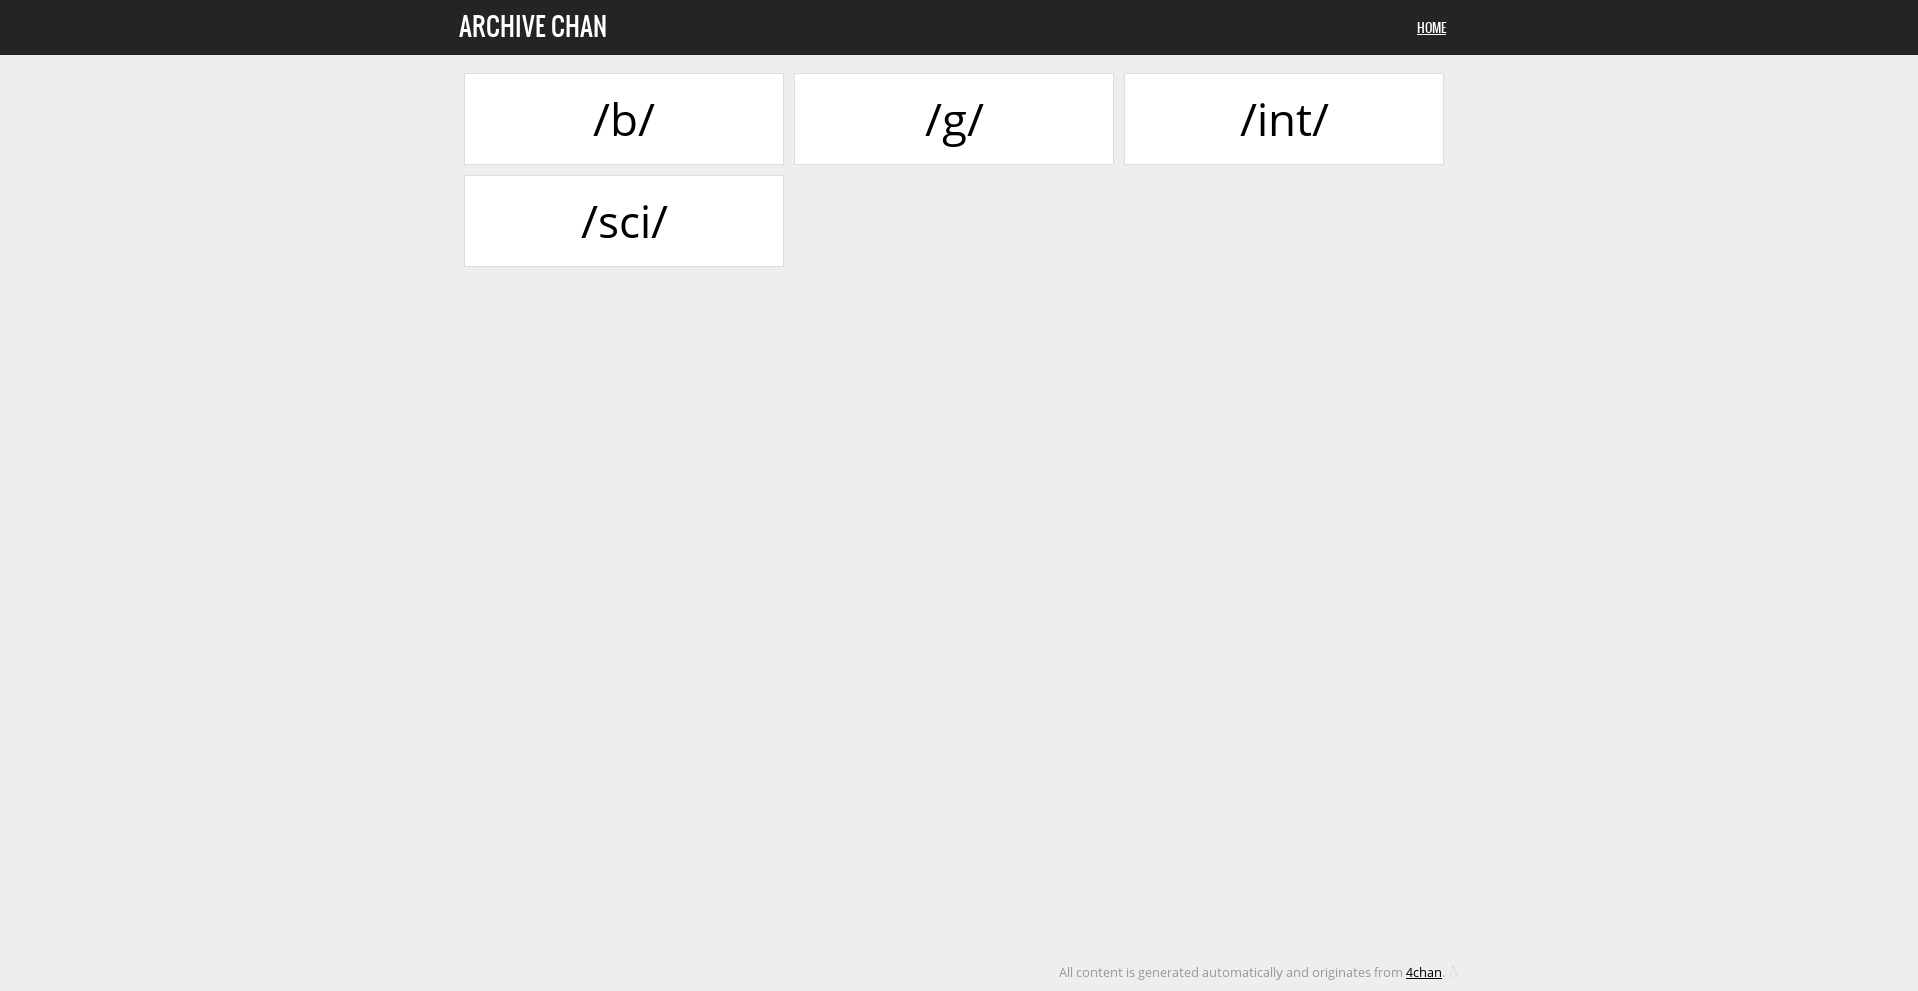 ARCHIVE CHAN
HOME
/b/
/g/
/int/
/sci/
All content is generated automatically and originates from 4chan.